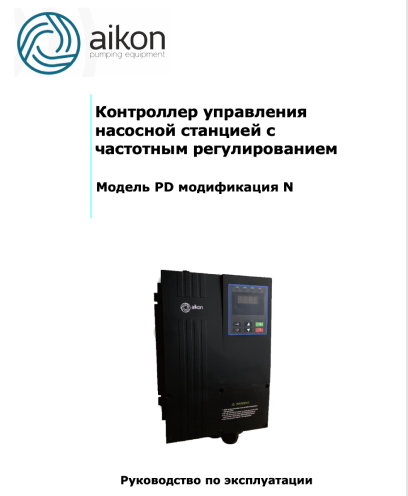 aikon
pumping equipment
Контроллер управления
насосной станцией с
частотным регулированием
Модель PD модификация N
aikon
Руководство по эксплуатации